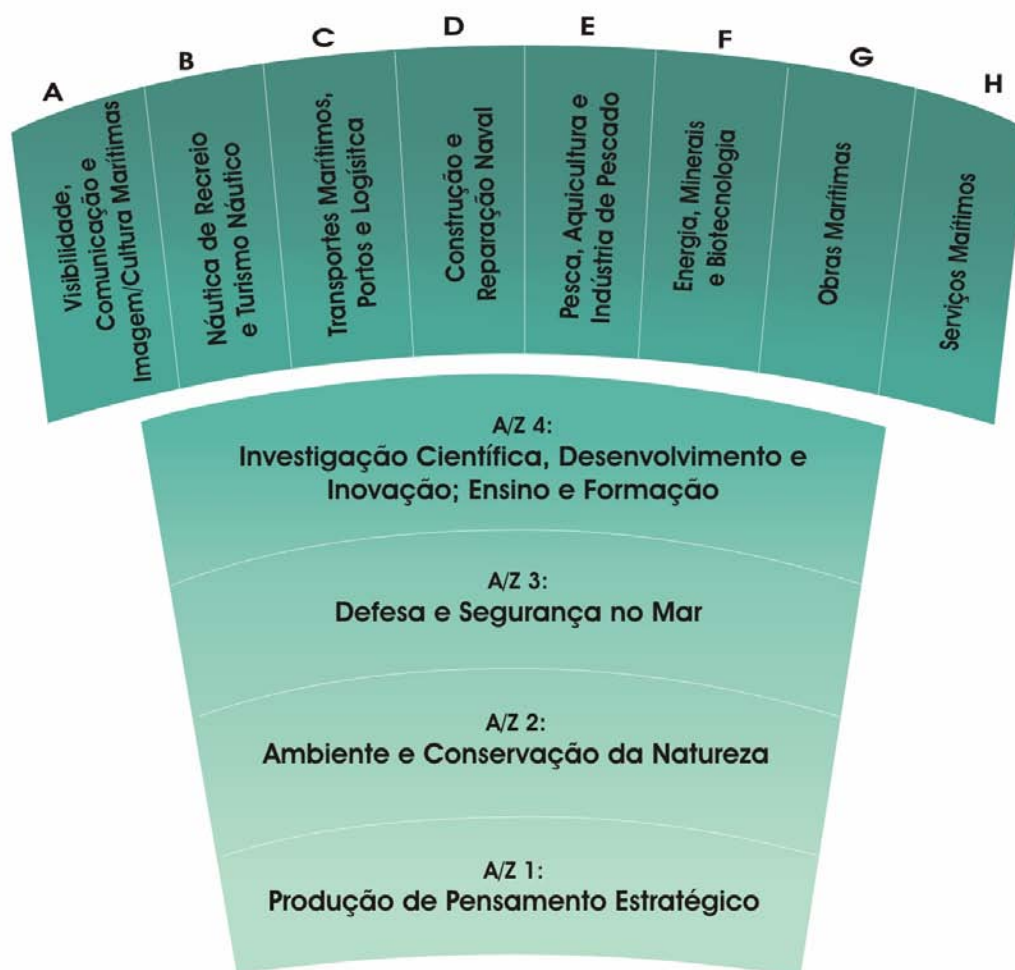 A
B
C
D
E
F
G
H
Visibilidade,
Comunicação e
Imagem/Cultura Marítimas
Náutica de Recreio
e Turismo Náutico
Transportes Marítimos,
Portos e Logísitca
Construção e
Reparação Naval
Pesca, Aquicultura e
Indústria de Pescado
Energia, Minerais
e Biotecnologia
Obras Marítimas
Serviços Maítimos
A/Z 4:
Investigação Científica, Desenvolvimento e
Inovação; Ensino e Formação
A/Z 3:
Defesa e Segurança no Mar
A/Z 2:
Ambiente e Conservação da Natureza
A/Z 1:
Produção de Pensamento Estratégico